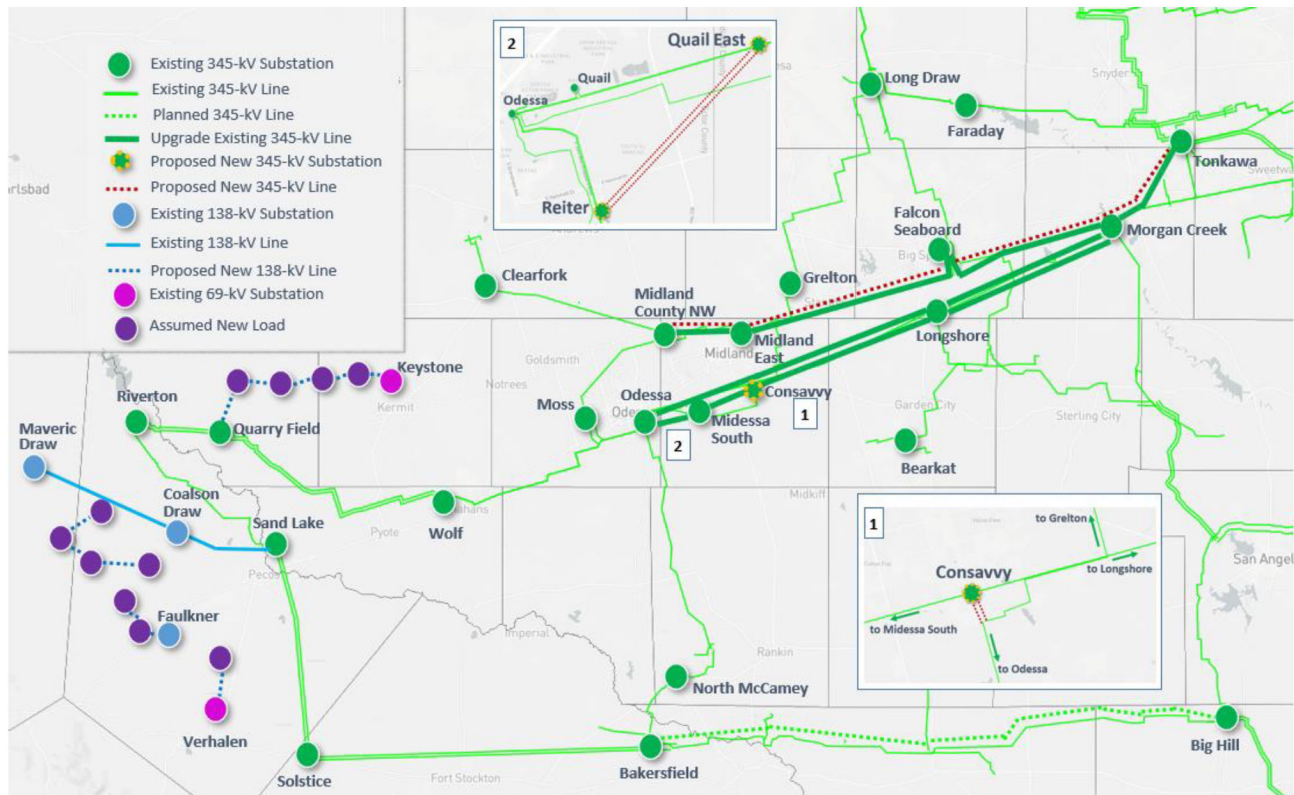 Existing 345-kV Substation
Existing 345-kV Line
Planned 345-kV Line
Upgrade Existing 345-kV Line
Proposed New 345-kV Substation
Proposed New 345-kV Line
Existing 138-kV Substation
Existing 138-kV Line
Proposed New 138-kV Line
Existing 69-kV Substation
Assumed New Load
2
Quail East
Quail
Odessa
Reiter
Long Draw
Faraday
Snyder
Tonkawa
Sweetwa
arlsbad
Falcon
Seaboard
Morgan Creek
Big Sp
Clearfork
Andrews
Grelton
Midland
County NW
Midland
East
Midland
Longshore
Goldsmith
Notrees
Keystone
Kermit
Riverton
Moss
Odessa
Consavvy
1
2
Midessa
South
Garden City
Sterling City
Maveric
Draw
Quarry Field
Bearkat
Coalson
Draw
Sand Lake
Wolf
Pyote
Midkiff
1
to Grelton
to Longshore
Consavvy
to Midessa South
to Odessa
San Angel
Pecos
Faulkner
Imperial
Rankin
North McCamey
Verhalen
Big Hill
Bakersfield
Solstice
Fort Stockton